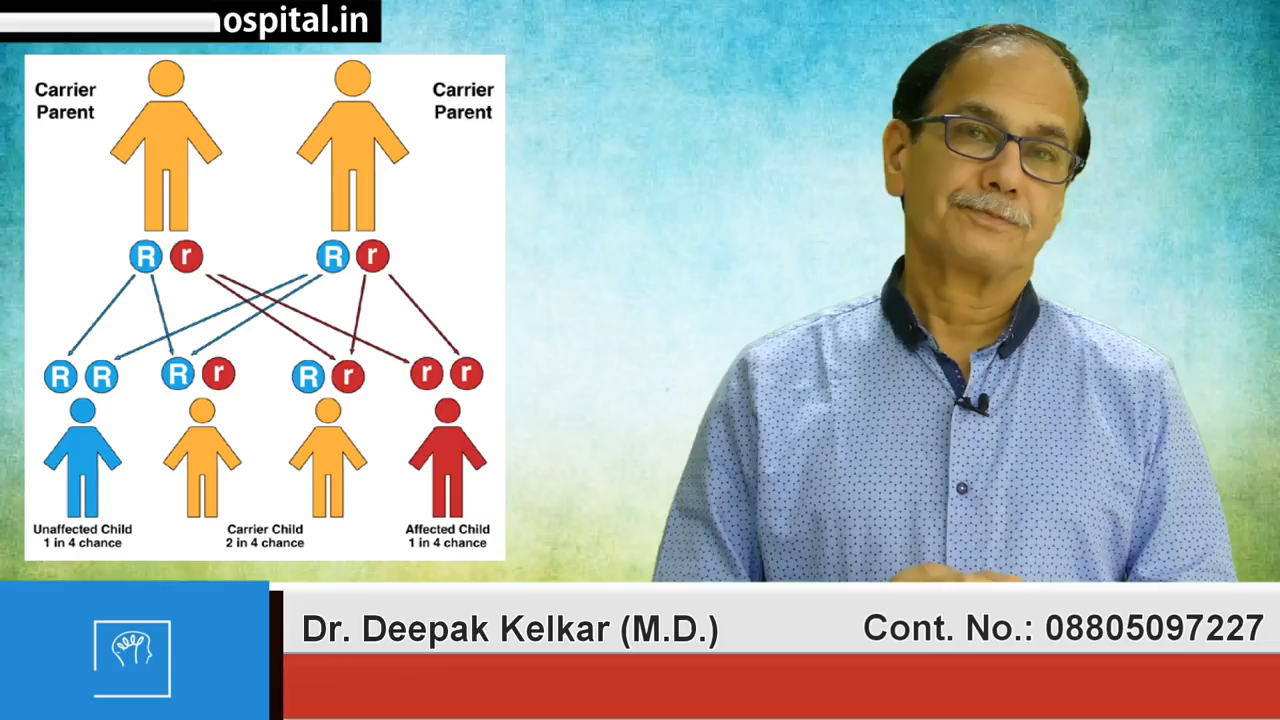 ospital.in
Carrier
Parent
Carrier
Parent
R r
R r
R R
R r
R r
r r
Unaffected Child
1 in 4 chance
Carrier Child
2 in 4 chance
Affected Child
1 in 4 chance
Dr. Deepak Kelkar (M.D.)
Cont. No.: 08805097227